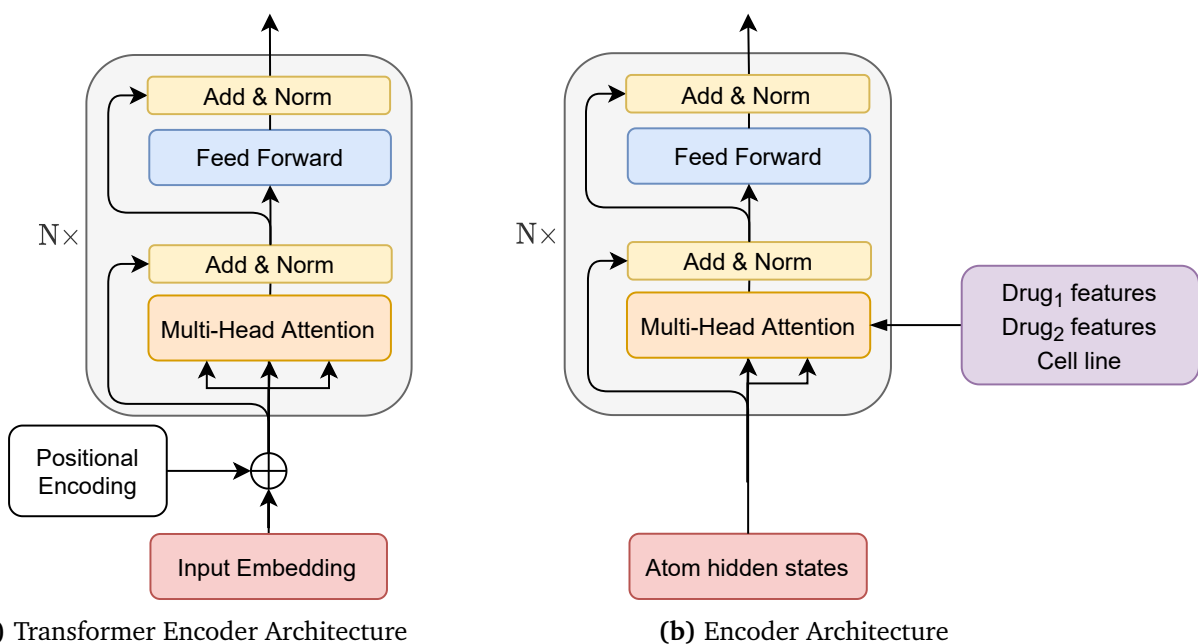 Add & Norm
Feed Forward
N×
Add & Norm
Multi-Head Attention
Positional
Encoding
Input Embedding
) Transformer Encoder Architecture
Add & Norm
Feed Forward
N×
Add & Norm
Multi-Head Attention
Drug₁ features
Drug₂ features
Cell line
Atom hidden states
(b) Encoder Architecture